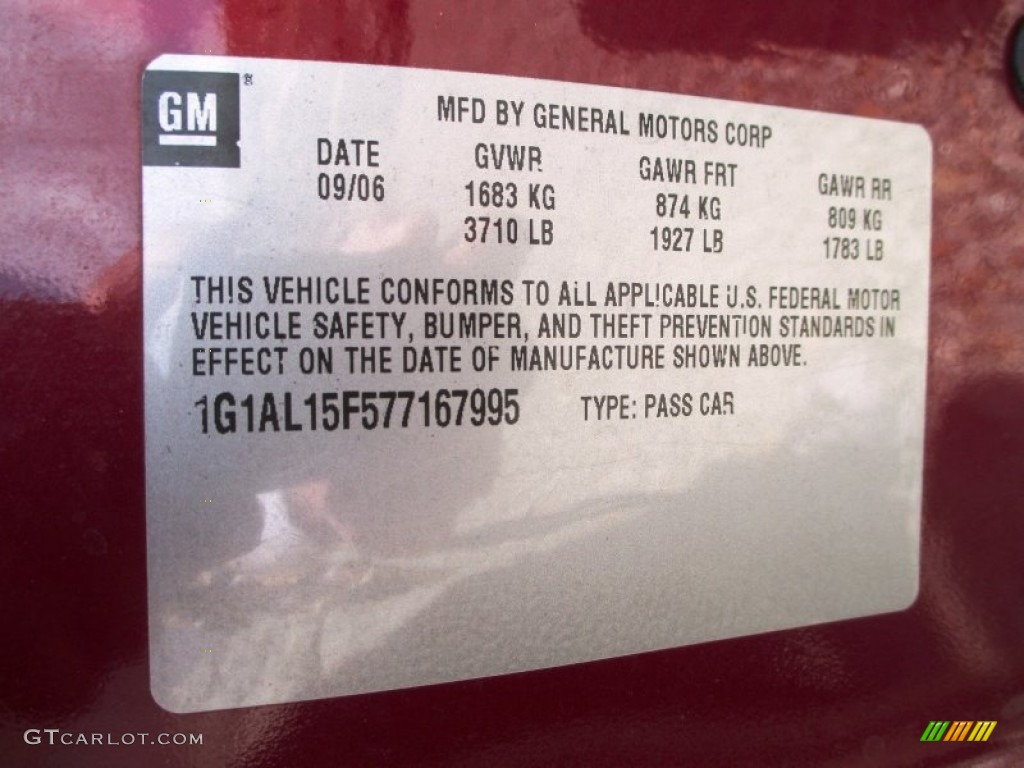 GM®
MFD BY GENERAL MOTORS CORP
DATE GVWR GAWR FRT GAWR RR
09/06 1683 KG 874 KG 809 KG
3710 LB 1927 LB 1783 LB
THIS VEHICLE CONFORMS TO ALL APPLICABLE U.S. FEDERAL MOTOR
VEHICLE SAFETY, BUMPER, AND THEFT PREVENTION STANDARDS IN
EFFECT ON THE DATE OF MANUFACTURE SHOWN ABOVE.
1G1AL15F577167995 TYPE: PASS CAR
GTCARLOT.COM